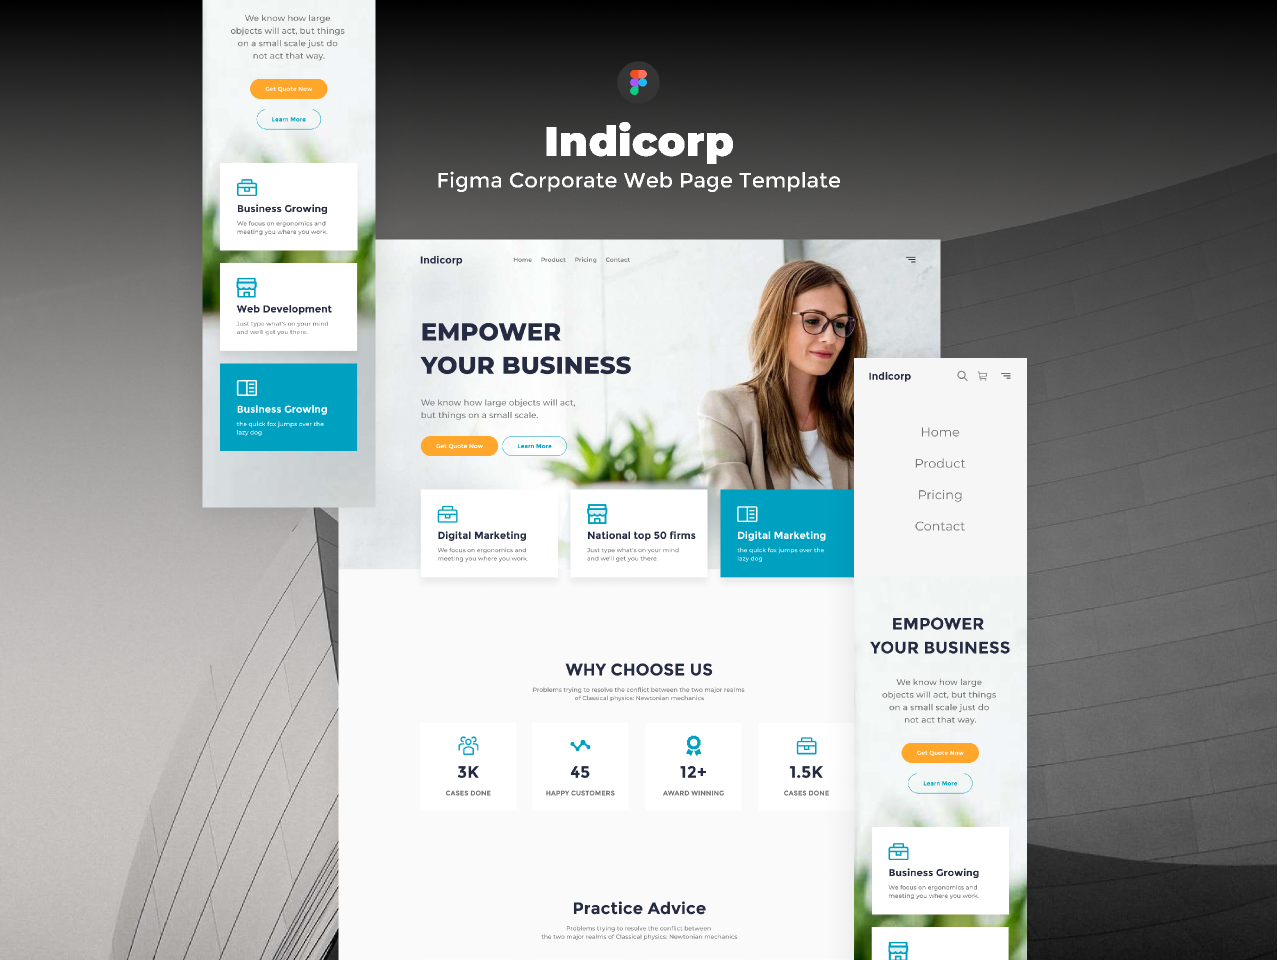 We know how large
objects will act, but things
on a small scale just do
not act that way.
Get Quote Now
Learn More
Business Growing
We focus on ergonomics and
meeting you where you work.
Web Development
Just type what's on your mind
and we'll get you there.
Business Growing
the quick fox jumps over the
lazy dog
Indicorp
Figma Corporate Web Page Template
Indicorp
Home Product Pricing Contact
EMPOWER
YOUR BUSINESS
We know how large objects will act,
but things on a small scale.
Get Quote Now Learn More
Digital Marketing
We focus on ergonomics and
meeting you where you work.
National top 50 firms
Just type what's on your mind
and we'll get you there.
Digital Marketing
the quick fox jumps over the
lazy dog
WHY CHOOSE US
Problems trying to resolve the conflict between the two major realms
of Classical physics: Newtonian mechanics
3K
CASES DONE
45
HAPPY CUSTOMERS
12+
AWARD WINNING
1.5K
CASES DONE
Practice Advice
Problems trying to resolve the conflict between
the two major realms of Classical physics: Newtonian mechanics
Indicorp
Home
Product
Pricing
Contact
EMPOWER
YOUR BUSINESS
We know how large
objects will act, but things
on a small scale just do
not act that way.
Get Quote Now
Learn More
Business Growing
We focus on ergonomics and
meeting you where you work.